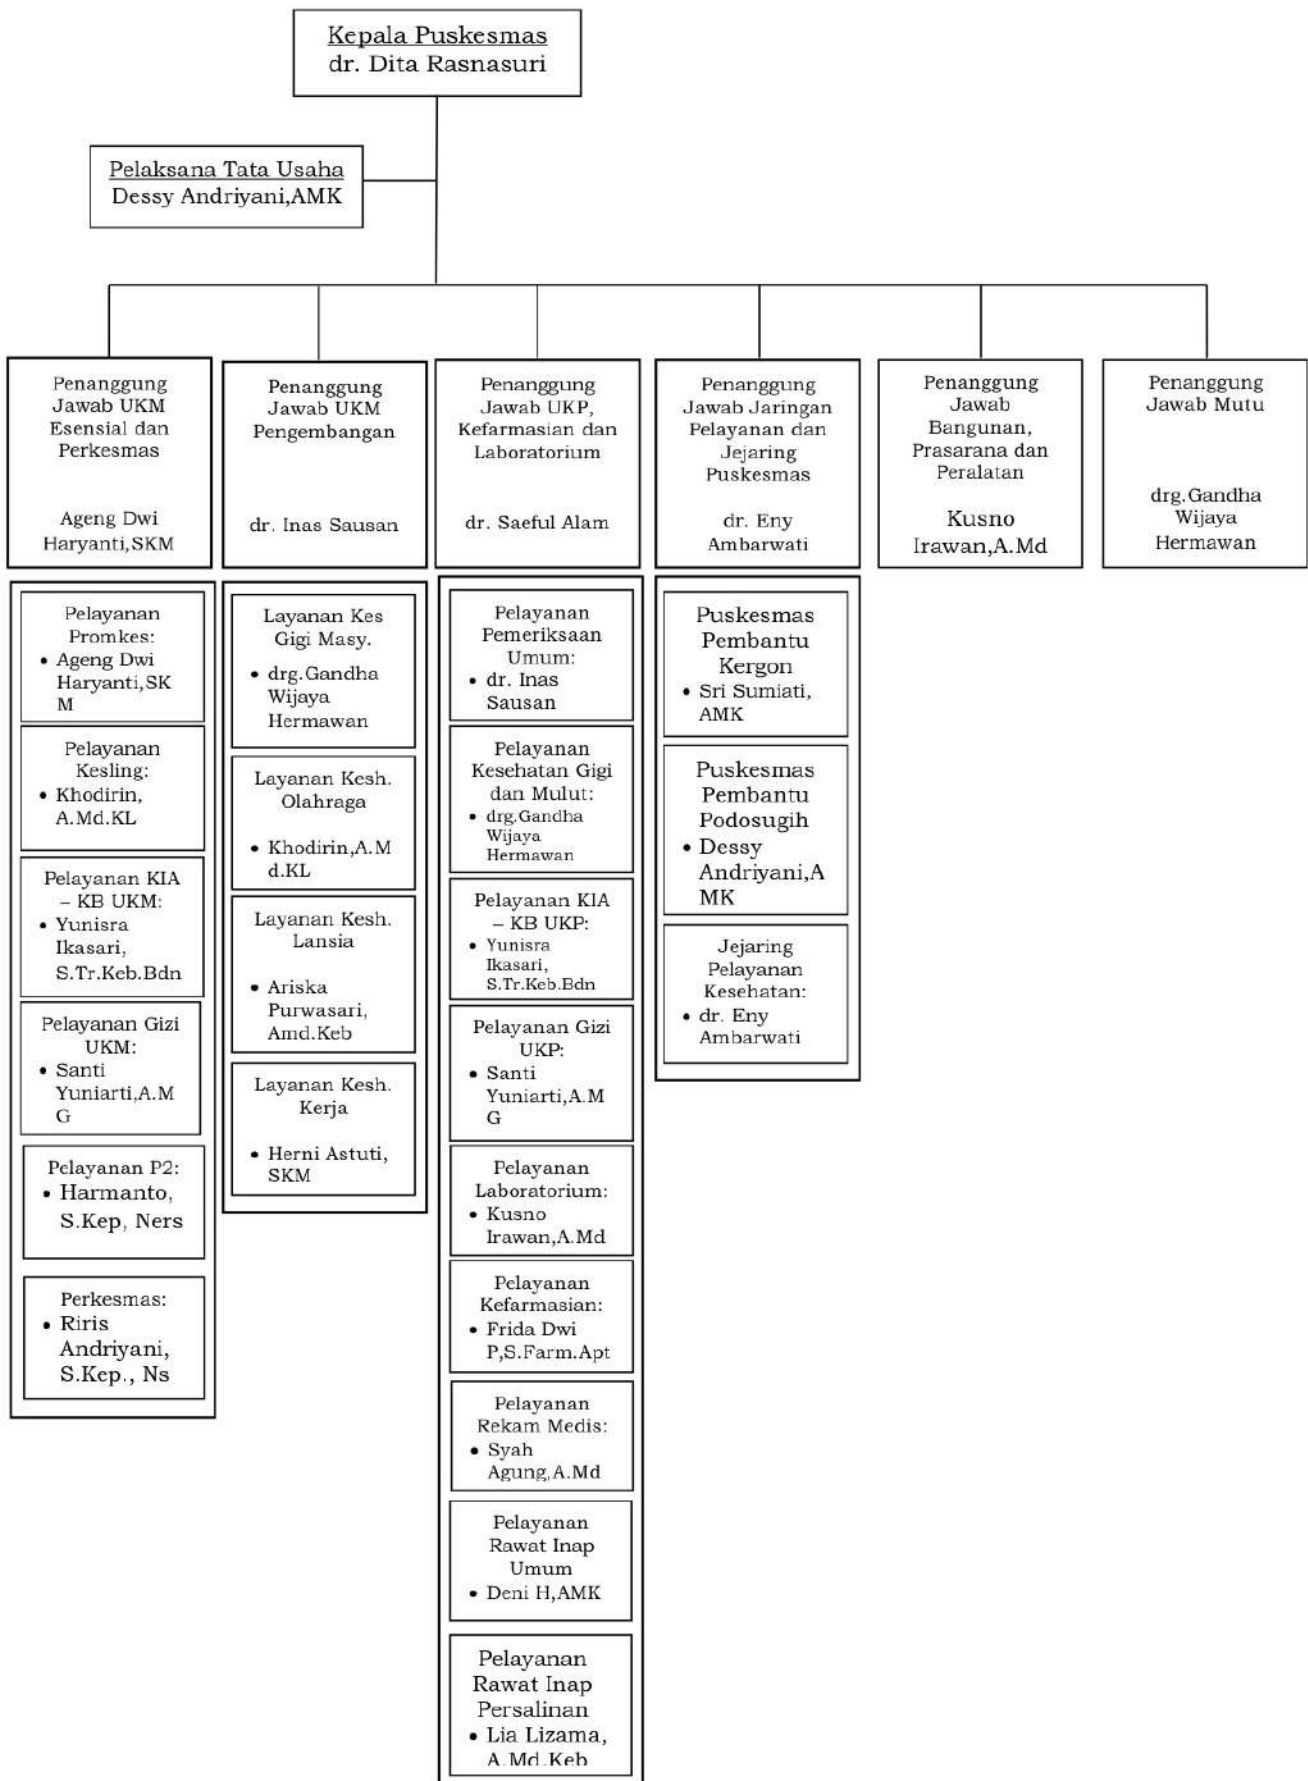 Kepala Puskesmas
dr. Dita Rasnasuri
Pelaksana Tata Usaha
Dessy Andriyani,AMK
Penanggung
Jawab UKM
Esensial dan
Perkesmas
Ageng Dwi
Haryanti,SKM
Penanggung
Jawab UKM
Pengembangan
dr. Inas Sausan
Penanggung
Jawab UKP,
Kefarmasian dan
Laboratorium
dr. Saeful Alam
Penanggung
Jawab Jaringan
Pelayanan dan
Jejaring
Puskesmas
dr. Eny
Ambarwati
Penanggung
Jawab
Bangunan,
Prasarana dan
Peralatan
Kusno
Irawan,A.Md
Penanggung
Jawab Mutu
drg.Gandha
Wijaya
Hermawan
Pelayanan
Promkes:
• Ageng Dwi
Haryanti,SK
M
Pelayanan
Kesling:
• Khodirin,
A.Md.KL
Pelayanan KIA
– KB UKM:
• Yunisra
Ikasari,
S.Tr.Keb.Bdn
Pelayanan Gizi
UKM:
• Santi
Yuniarti,A.M
G
Pelayanan P2:
• Harmanto,
S.Kep, Ners
Perkesmas:
• Riris
Andriyani,
S.Kep., Ns
Layanan Kes
Gigi Masy.
• drg.Gandha
Wijaya
Hermawan
Layanan Kesh.
Olahraga
• Khodirin,A.M
d.KL
Layanan Kesh.
Lansia
• Ariska
Purwasari,
Amd.Keb
Layanan Kesh.
Kerja
• Herni Astuti,
SKM
Pelayanan
Pemeriksaan
Umum:
• dr. Inas
Sausan
Pelayanan
Kesehatan Gigi
dan Mulut:
• drg.Gandha
Wijaya
Hermawan
Pelayanan KIA
– KB UKP:
• Yunisra
Ikasari,
S.Tr.Keb.Bdn
Pelayanan Gizi
UKP:
• Santi
Yuniarti,A.M
G
Pelayanan
Laboratorium:
• Kusno
Irawan,A.Md
Pelayanan
Kefarmasian:
• Frida Dwi
P,S.Farm.Apt
Pelayanan
Rekam Medis:
• Syah
Agung,A.Md
Pelayanan
Rawat Inap
Umum
• Deni H,AMK
Pelayanan
Rawat Inap
Persalinan
• Lia Lizama,
A.Md.Keb
Puskesmas
Pembantu
Kergon
• Sri Sumiati,
AMK
Puskesmas
Pembantu
Podosugih
• Dessy
Andriyani,A
MK
Jejaring
Pelayanan
Kesehatan:
• dr. Eny
Ambarwati